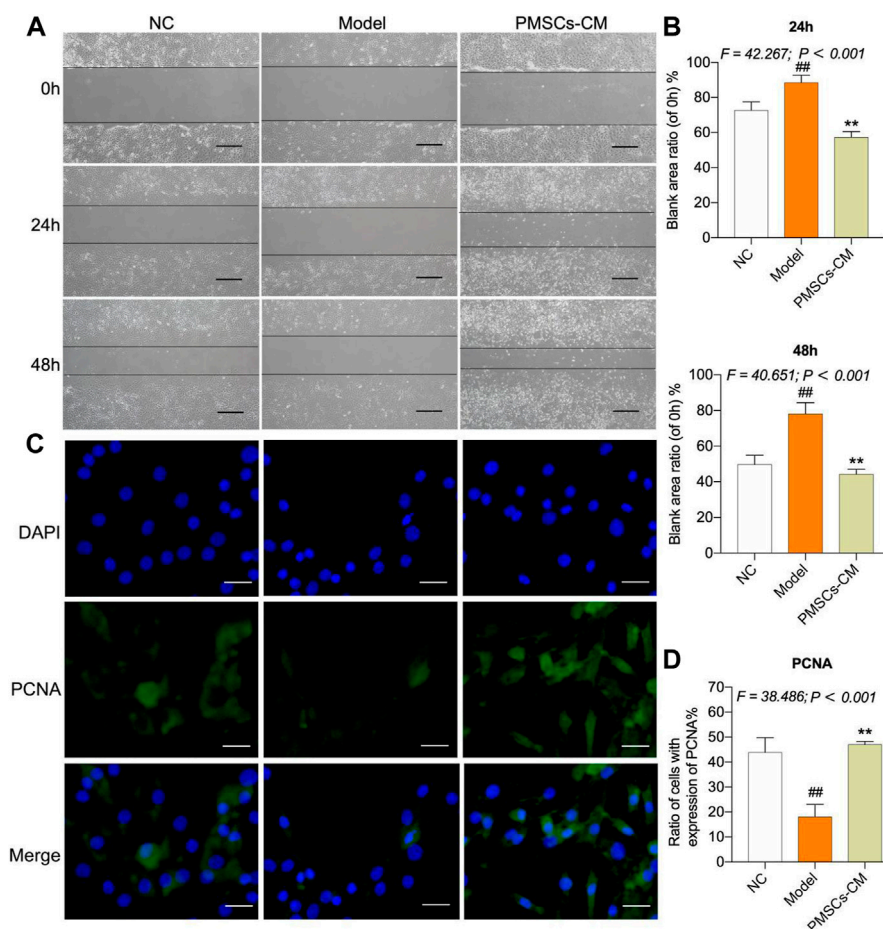 A
NC
Model
PMSCs-CM
0h
24h
48h
B
24h
F = 42.267; P < 0.001
Blank area ratio (of 0h) %
100
80
60
40
20
0
##
**
NC
Model
PMSCs-CM
48h
F = 40.651; P < 0.001
Blank area ratio (of 0h) %
100
80
60
40
20
0
##
**
NC
Model
PMSCs-CM
C
DAPI
PCNA
Merge
D
PCNA
F = 38.486; P < 0.001
Ratio of cells with
expression of PCNA%
70
60
50
40
30
20
10
0
##
**
NC
Model
PMSCs-CM